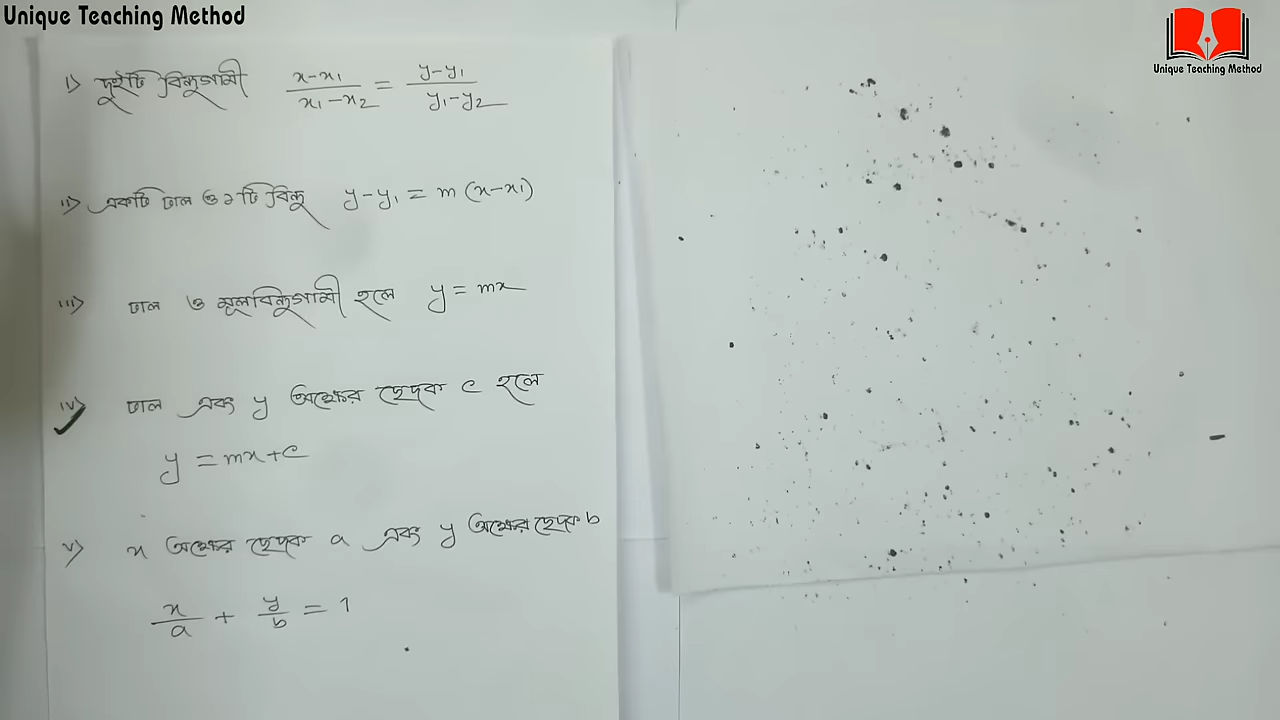 Unique Teaching Method
Unique Teaching Method
i) দুইটি বিন্দুগামী (x-x₁)/(x₁-x₂) = (y-y₁)/(y₁-y₂)
ii) একটি ঢাল ও ১টি বিন্দু y-y₁ = m (x-x₁)
iii) ঢাল ও মূলবিন্দুগামী হলে y = mx
iv) ঢাল এবং y অক্ষের ছেদক c হলে
y = mx+c
v) x অক্ষের ছেদক a এবং y অক্ষের ছেদক b
x/a + y/b = 1